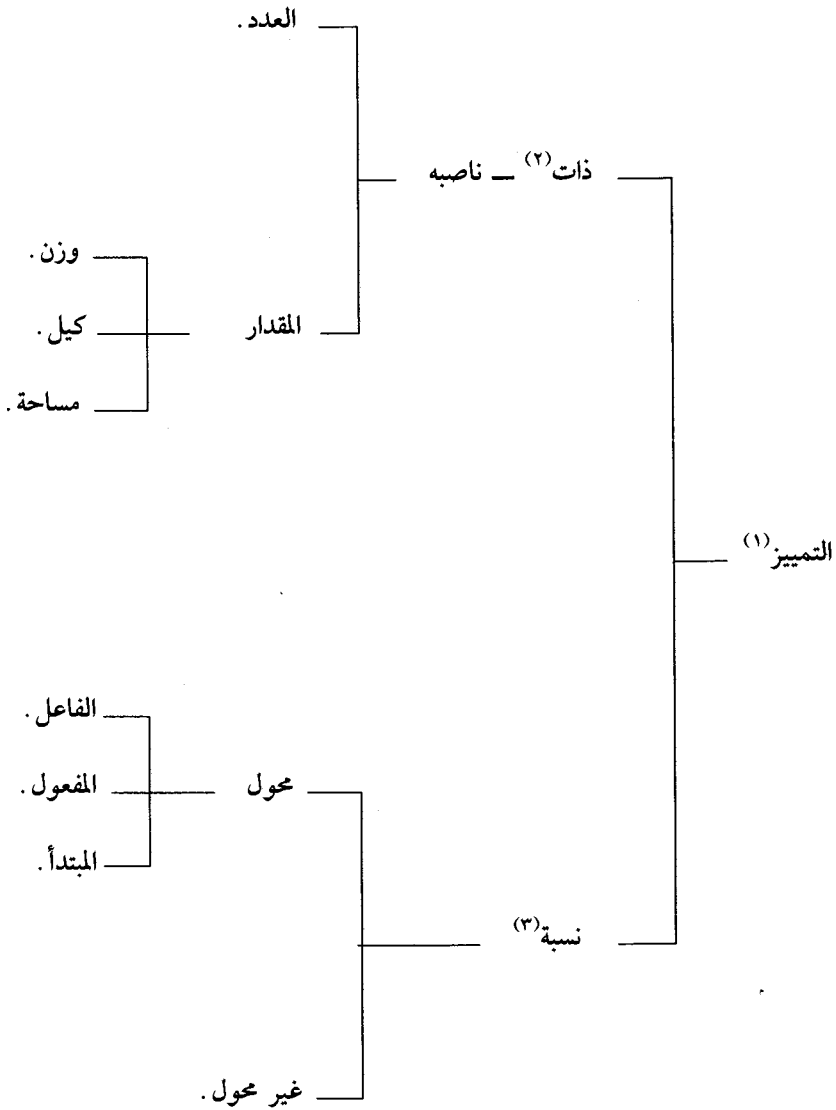 العدد.
ذات(٢) — ناصبه
وزن.
المقدار
كيل.
مساحة.
التمييز(١)
الفاعل.
محول
المفعول.
المبتدأ.
نسبة(٣)
غير محول.